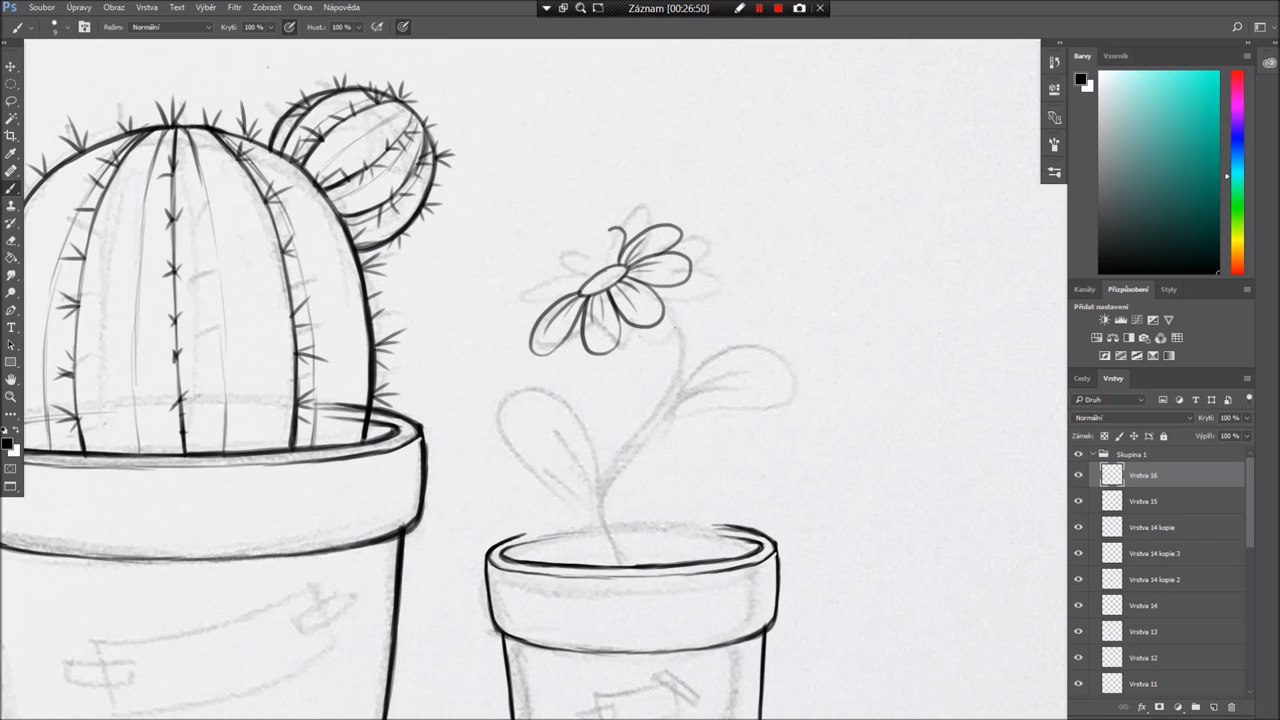 Ps Soubor Úpravy Obraz Vrstva Text Výběr Filtr Zobrazit Okna Nápověda
Záznam [00:26:50]
9 Režim: Normální Krytí: 100 % Hust.: 100 %
Barvy Vzorník
Kanály Přizpůsobení Styly
Přidat nastavení
Cesty Vrstvy
Druh
Normální Krytí: 100 %
Zámek: Výplň: 100 %
Skupina 1
Vrstva 16
Vrstva 15
Vrstva 14 kopie
Vrstva 14 kopie 3
Vrstva 14 kopie 2
Vrstva 14
Vrstva 13
Vrstva 12
Vrstva 11